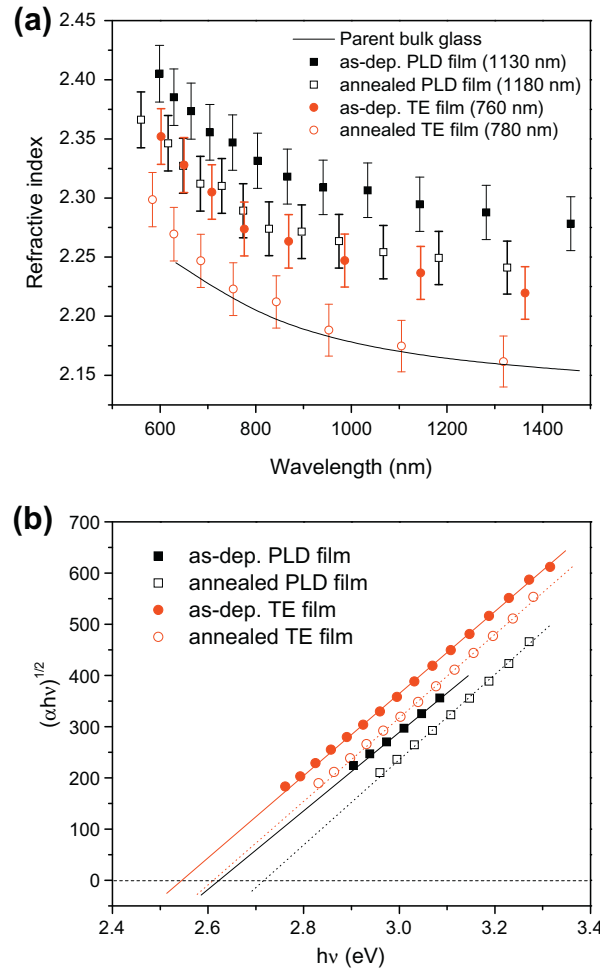 (a)
Parent bulk glass
as-dep. PLD film (1130 nm)
annealed PLD film (1180 nm)
as-dep. TE film (760 nm)
annealed TE film (780 nm)
2.45
2.40
2.35
2.30
2.25
2.20
2.15
Refractive index
600 800 1000 1200 1400
Wavelength (nm)
(b)
as-dep. PLD film
annealed PLD film
as-dep. TE film
annealed TE film
700
600
500
400
300
200
100
0
(αhν)1/2
2.4 2.6 2.8 3.0 3.2 3.4
hν (eV)